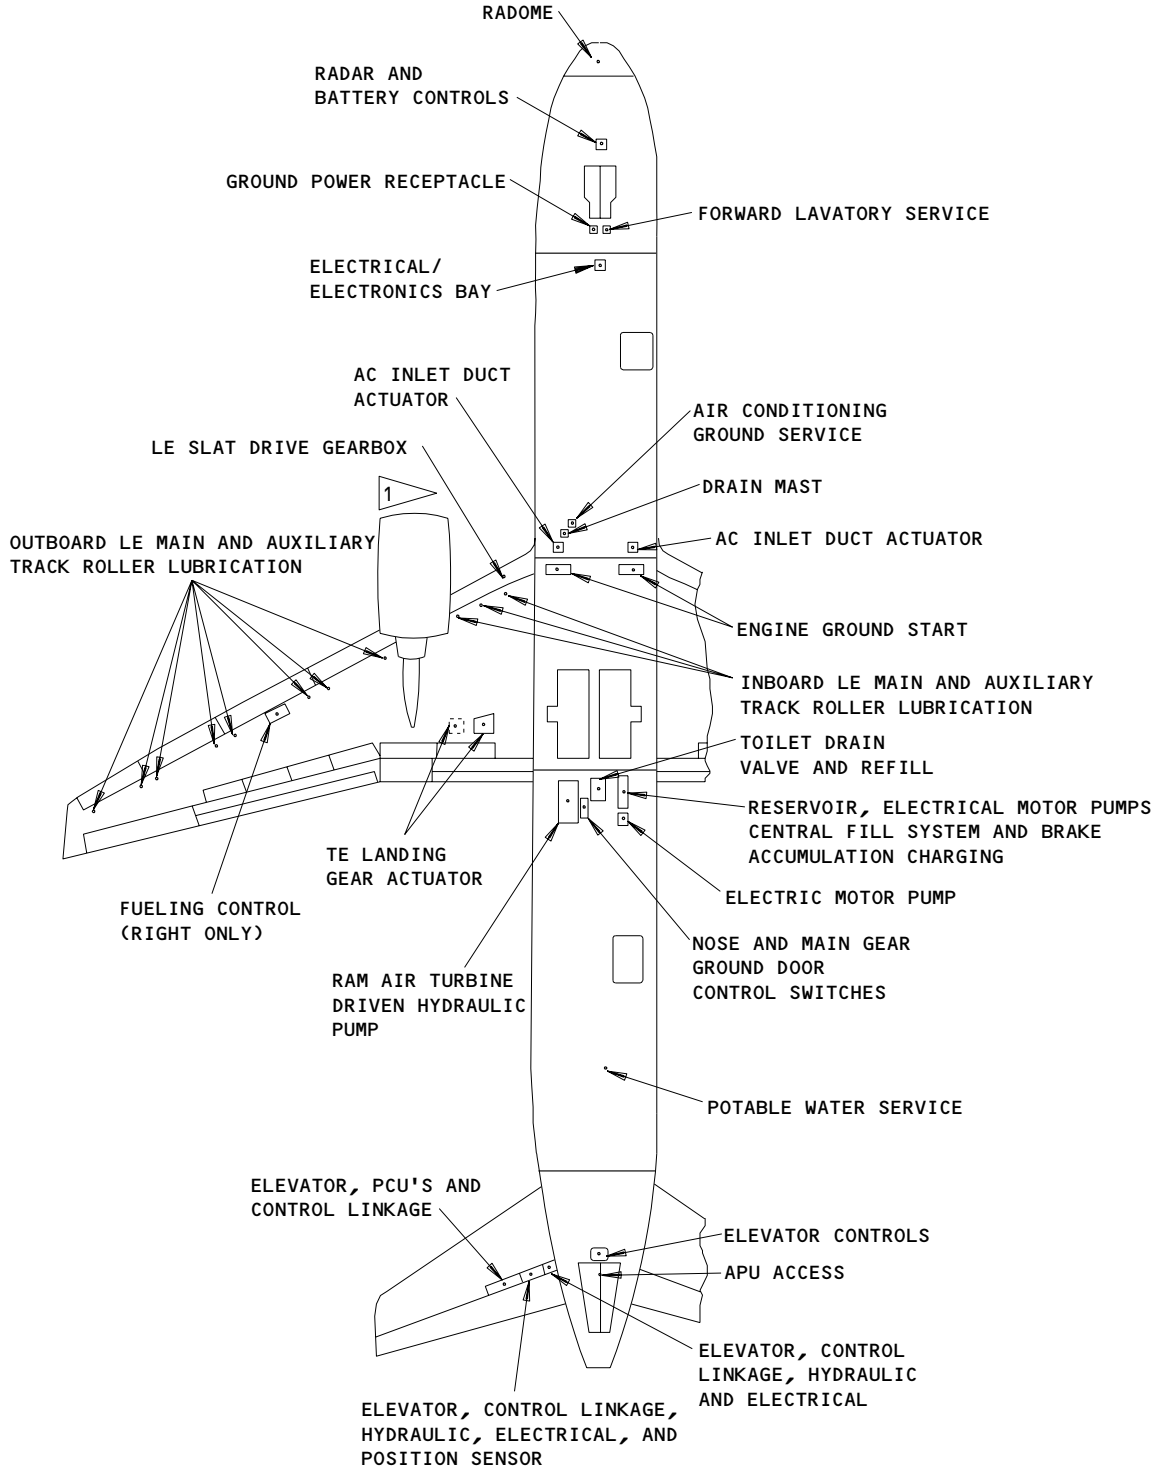 RADOME
RADAR AND
BATTERY CONTROLS
GROUND POWER RECEPTACLE
FORWARD LAVATORY SERVICE
ELECTRICAL/
ELECTRONICS BAY
AC INLET DUCT
ACTUATOR
AIR CONDITIONING
GROUND SERVICE
LE SLAT DRIVE GEARBOX
DRAIN MAST
1
AC INLET DUCT ACTUATOR
OUTBOARD LE MAIN AND AUXILIARY
TRACK ROLLER LUBRICATION
ENGINE GROUND START
INBOARD LE MAIN AND AUXILIARY
TRACK ROLLER LUBRICATION
TOILET DRAIN
VALVE AND REFILL
RESERVOIR, ELECTRICAL MOTOR PUMPS
CENTRAL FILL SYSTEM AND BRAKE
ACCUMULATION CHARGING
TE LANDING
GEAR ACTUATOR
ELECTRIC MOTOR PUMP
FUELING CONTROL
(RIGHT ONLY)
NOSE AND MAIN GEAR
GROUND DOOR
CONTROL SWITCHES
RAM AIR TURBINE
DRIVEN HYDRAULIC
PUMP
POTABLE WATER SERVICE
ELEVATOR, PCU'S AND
CONTROL LINKAGE
ELEVATOR CONTROLS
APU ACCESS
ELEVATOR, CONTROL
LINKAGE, HYDRAULIC
AND ELECTRICAL
ELEVATOR, CONTROL LINKAGE,
HYDRAULIC, ELECTRICAL, AND
POSITION SENSOR